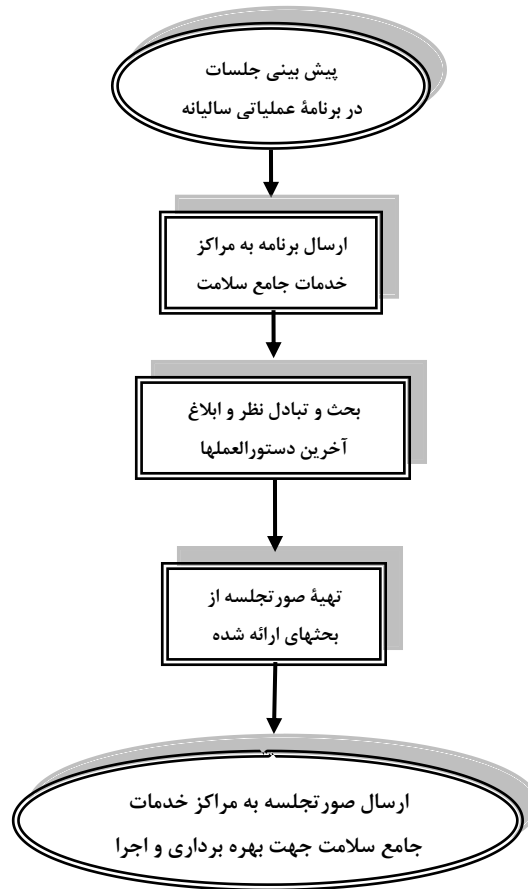 پیش بینی جلسات
در برنامۀ عملیاتی سالیانه
ارسال برنامه به مراکز
خدمات جامع سلامت
بحث و تبادل نظر و ابلاغ
آخرین دستورالعملها
تهیۀ صورتجلسه از
بحثهای ارائه شده
ارسال صورتجلسه به مراکز خدمات
جامع سلامت جهت بهره برداری و اجرا